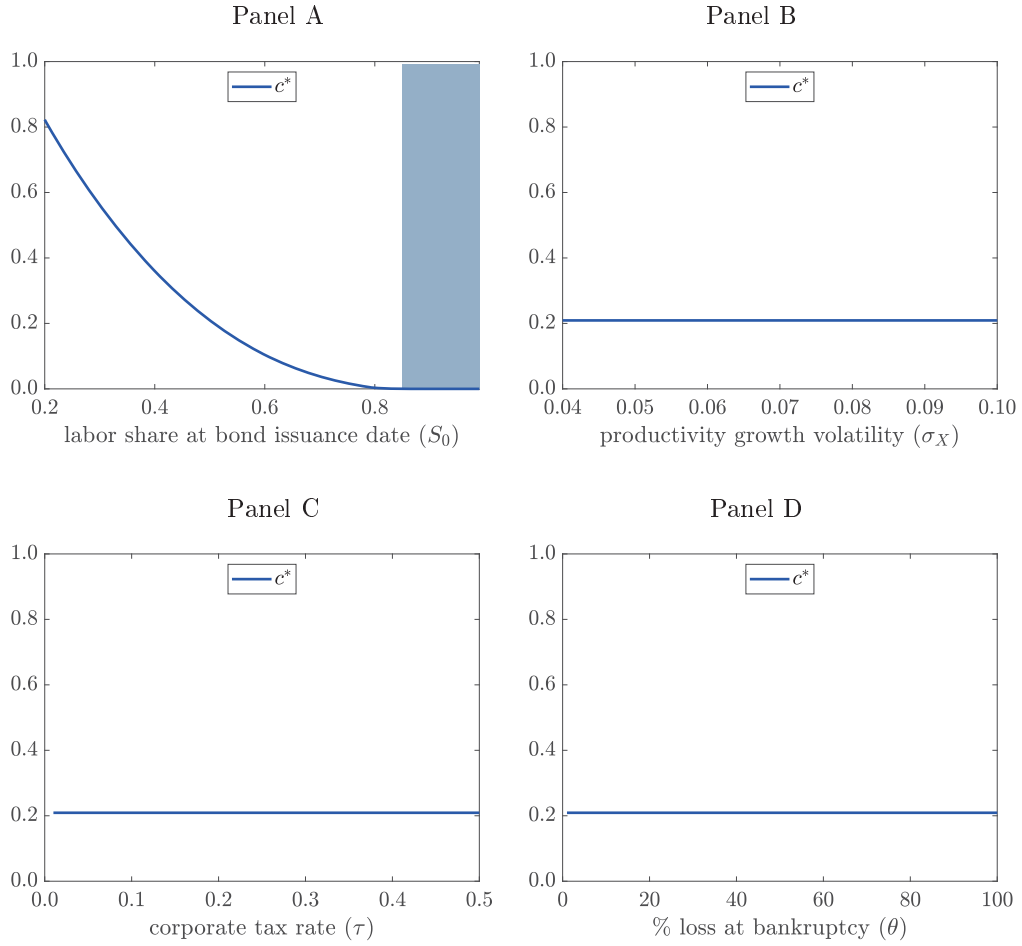 Panel A
1.0
0.8
0.6
0.4
0.2
0.0
c*
0.2 0.4 0.6 0.8
labor share at bond issuance date (S₀)
Panel B
1.0
0.8
0.6
0.4
0.2
0.0
c*
0.04 0.05 0.06 0.07 0.08 0.09 0.10
productivity growth volatility (σ_X)
Panel C
1.0
0.8
0.6
0.4
0.2
0.0
c*
0.0 0.1 0.2 0.3 0.4 0.5
corporate tax rate (τ)
Panel D
1.0
0.8
0.6
0.4
0.2
0.0
c*
0 20 40 60 80 100
% loss at bankruptcy (θ)